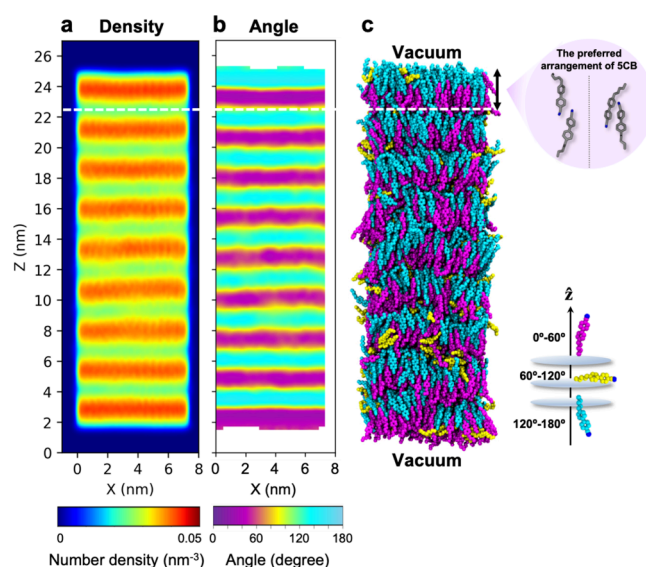 a Density
b Angle
c
Vacuum
The preferred
arrangement of 5CB
26
24
22
20
18
16
14
12
10
8
6
4
2
0
Z (nm)
0 2 4 6 8
X (nm)
0 2 4 6 8
X (nm)
Ẑ
0º-60º
60º-120º
120º-180º
Vacuum
0 0.05
Number density (nm⁻³)
0 60 120 180
Angle (degree)